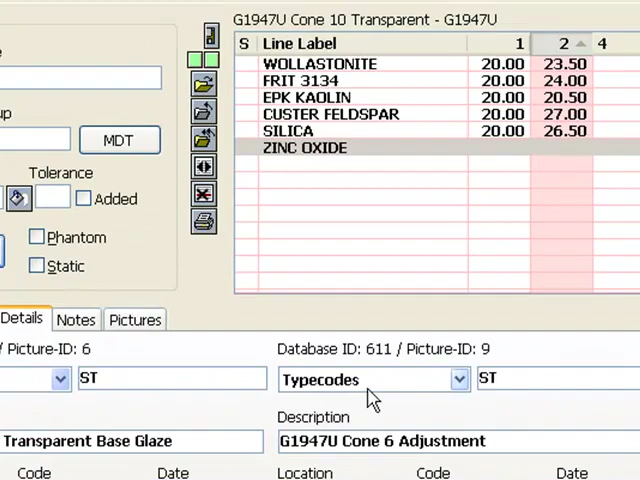 G1947U Cone 10 Transparent - G1947U
S Line Label 1 2 4
WOLLASTONITE 20.00 23.50
FRIT 3134 20.00 24.00
EPK KAOLIN 20.00 20.50
CUSTER FELDSPAR 20.00 27.00
SILICA 20.00 26.50
ZINC OXIDE
e
up
MDT
Tolerance
Added
Phantom
Static
Details Notes Pictures
/ Picture-ID: 6 Database ID: 611 / Picture-ID: 9
ST Typecodes ST
Description
Transparent Base Glaze G1947U Cone 6 Adjustment
Code Date Location Code Date